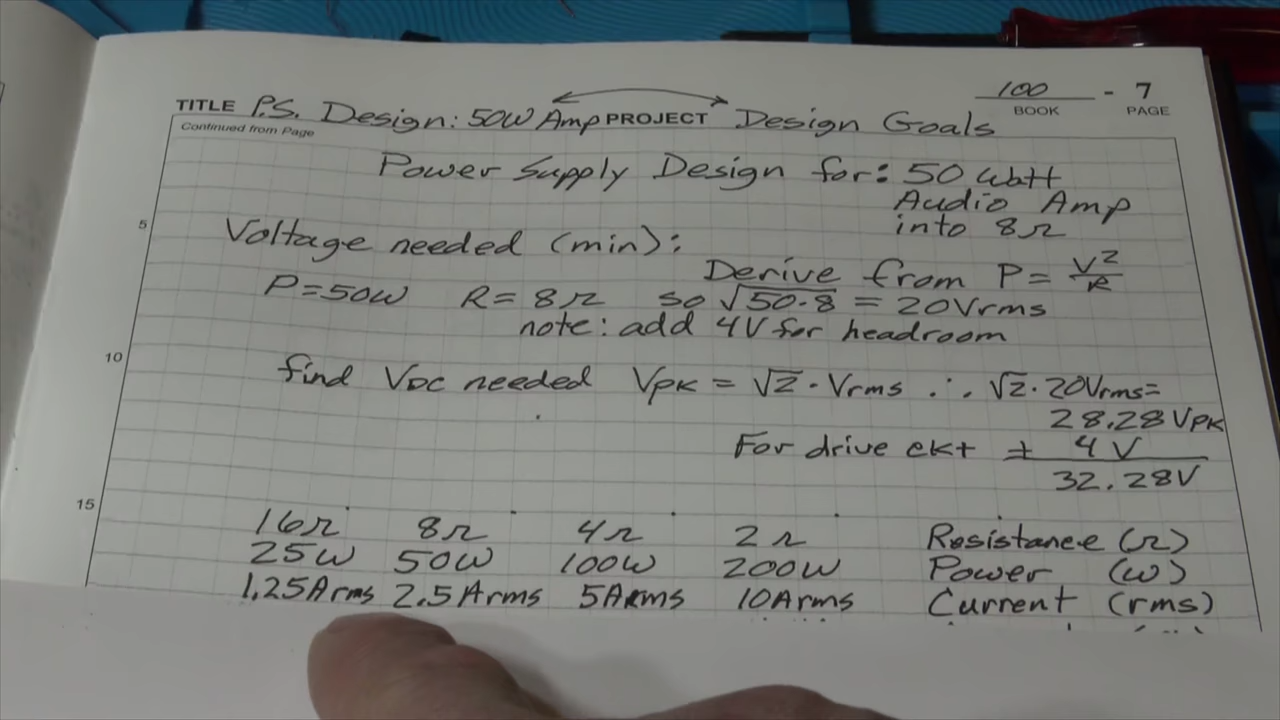 100 - 7
BOOK PAGE
TITLE P.S. Design: 50W Amp PROJECT Design Goals
Continued from Page
Power Supply Design for: 50 Watt
Audio Amp
into 8Ω
5
Voltage needed (min):
Derive from P = V²/R
P=50W R= 8Ω so √50·8 = 20Vrms
note: add 4V for headroom
10
find VDC needed Vpk = √2 · Vrms ∴ √2 · 20Vrms=
28.28 Vpk
For drive ckt + 4V
32.28V
15
16Ω 8Ω 4Ω 2Ω Resistance (Ω)
25W 50W 100W 200W Power (W)
1.25Arms 2.5Arms 5Arms 10Arms Current (rms)